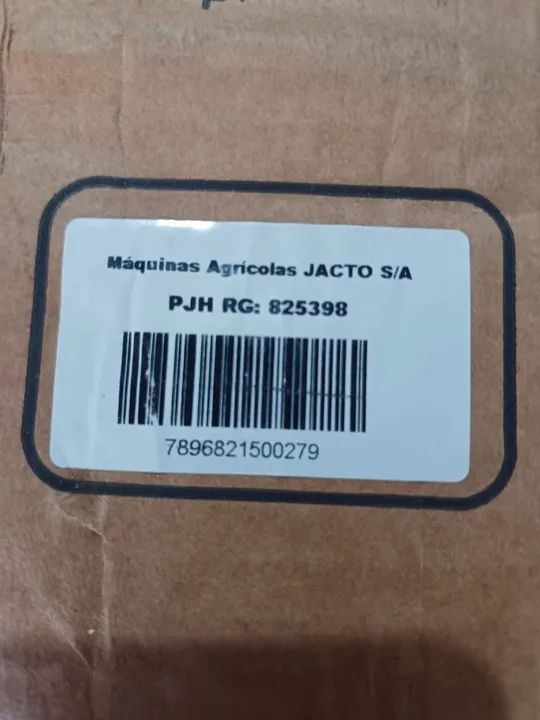 Máquinas Agrícolas JACTO S/A
PJH RG: 825398
7896821500279